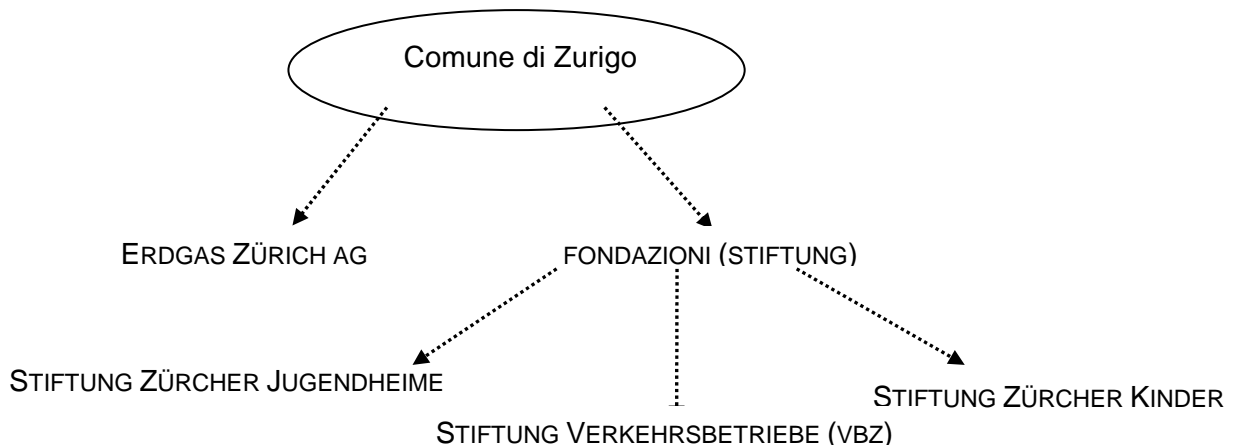 Comune di Zurigo
ERDGAS ZÜRICH AG
FONDAZIONI (STIFTUNG)
STIFTUNG ZÜRCHER JUGENDHEIME
STIFTUNG ZÜRCHER KINDER
STIFTUNG VERKEHRSBETRIEBE (VBZ)